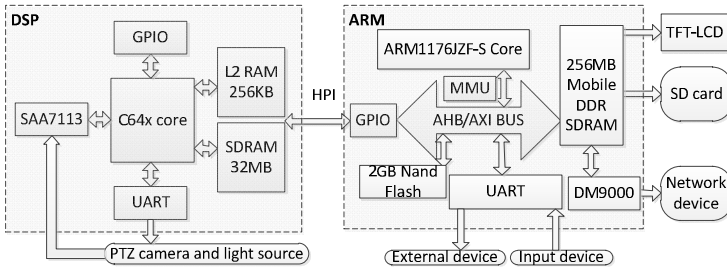 DSP
GPIO
L2 RAM
256KB
SAA7113
C64x core
SDRAM
32MB
UART
PTZ camera and light source
HPI
ARM
ARM1176JZF-S Core
MMU
GPIO
AHB/AXI BUS
256MB
Mobile
DDR
SDRAM
2GB Nand
Flash
UART
DM9000
External device
Input device
TFT-LCD
SD card
Network
device